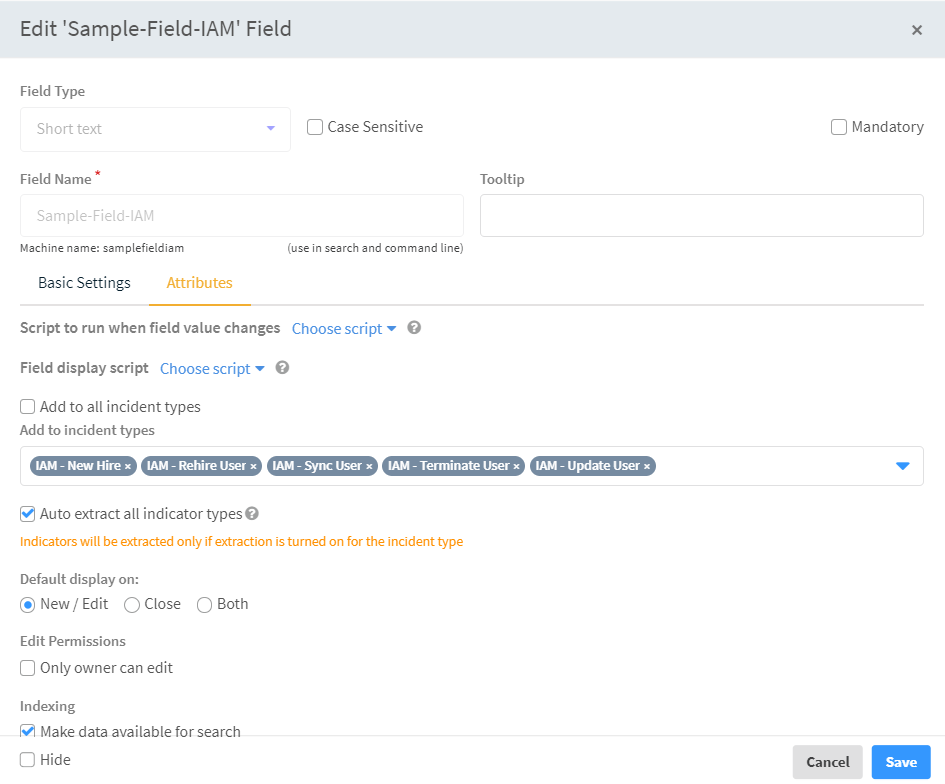 Edit 'Sample-Field-IAM' Field
×
Field Type
Short text
Case Sensitive
Mandatory
Field Name *
Tooltip
Sample-Field-IAM
Machine name: samplefieldiam
(use in search and command line)
Basic Settings
Attributes
Script to run when field value changes Choose script ?
Field display script Choose script ?
Add to all incident types
Add to incident types
IAM - New Hire × IAM - Rehire User × IAM - Sync User × IAM - Terminate User × IAM - Update User ×
Auto extract all indicator types ?
Indicators will be extracted only if extraction is turned on for the incident type
Default display on:
New / Edit Close Both
Edit Permissions
Only owner can edit
Indexing
Make data available for search
Hide
Cancel
Save